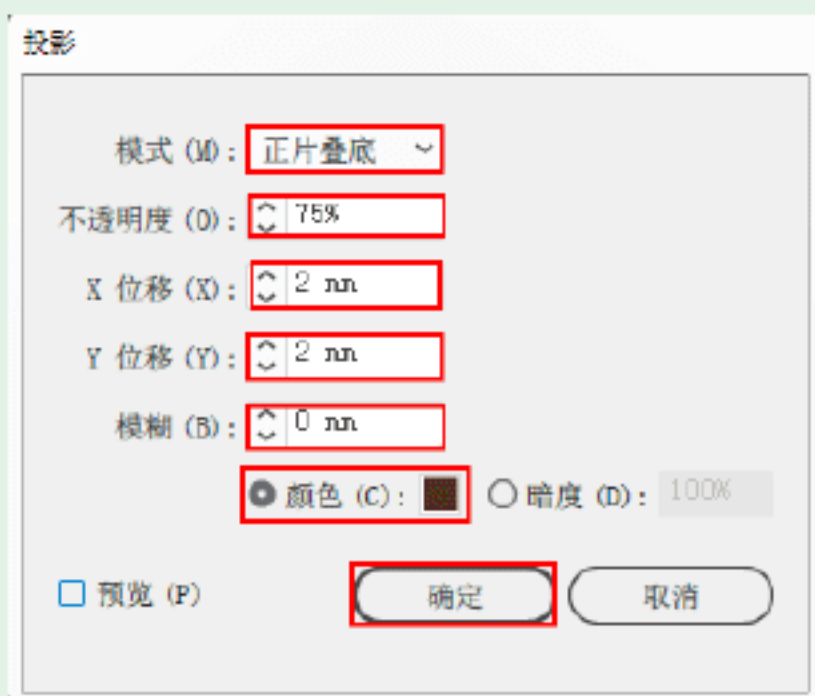 投影
模式 (M): 正片叠底
不透明度 (O): 75%
X 位移 (X): 2 mm
Y 位移 (Y): 2 mm
模糊 (B): 0 mm
颜色 (C): 暗度 (D): 100%
预览 (P) 确定 取消